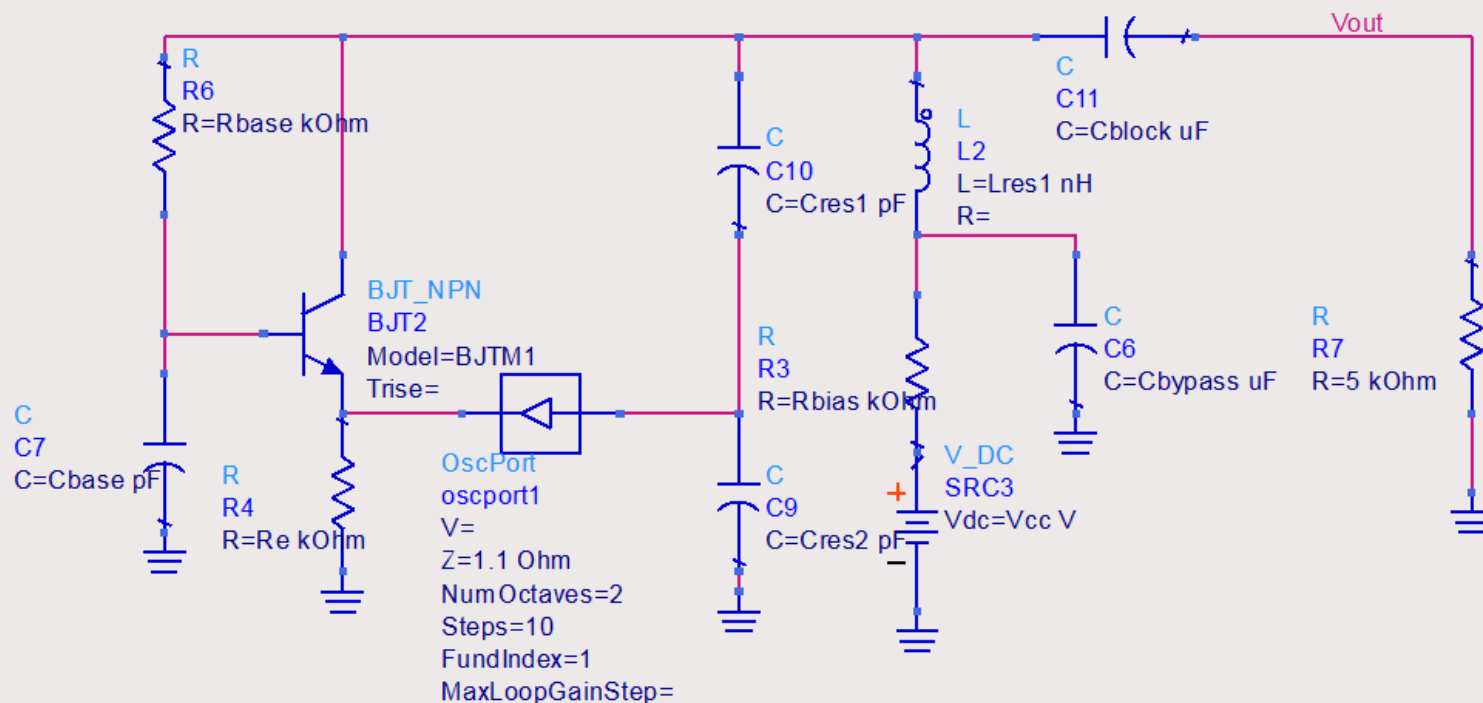 Vout
R
R6
R=Rbase kOhm
C
C11
C=Cblock uF
L
L2
L=Lres1 nH
R=
C
C10
C=Cres1 pF
BJT_NPN
BJT2
Model=BJTM1
Trise=
R
R3
R=Rbias kOhm
C
C6
C=Cbypass uF
R
R7
R=5 kOhm
C
C7
C=Cbase pF
R
R4
R=Re kOhm
OscPort
oscport1
V=
Z=1.1 Ohm
NumOctaves=2
Steps=10
FundIndex=1
MaxLoopGainStep=
C
C9
C=Cres2 pF
V_DC
SRC3
Vdc=Vcc V
+
−